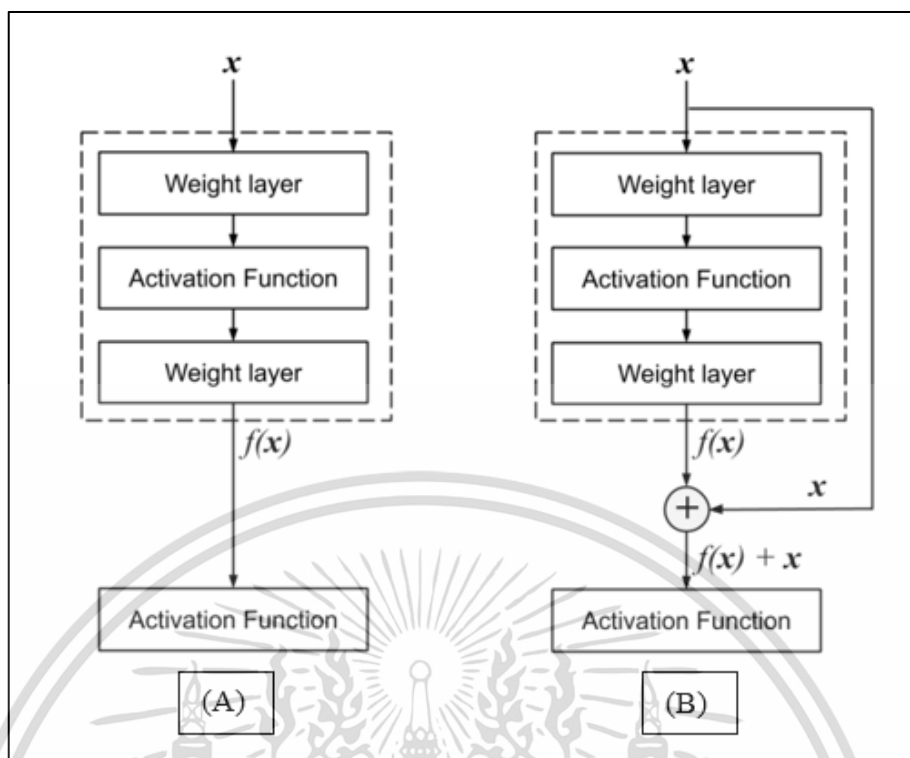 x
Weight layer
Activation Function
Weight layer
f(x)
Activation Function
(A)
x
Weight layer
Activation Function
Weight layer
f(x)
+
x
f(x) + x
Activation Function
(B)